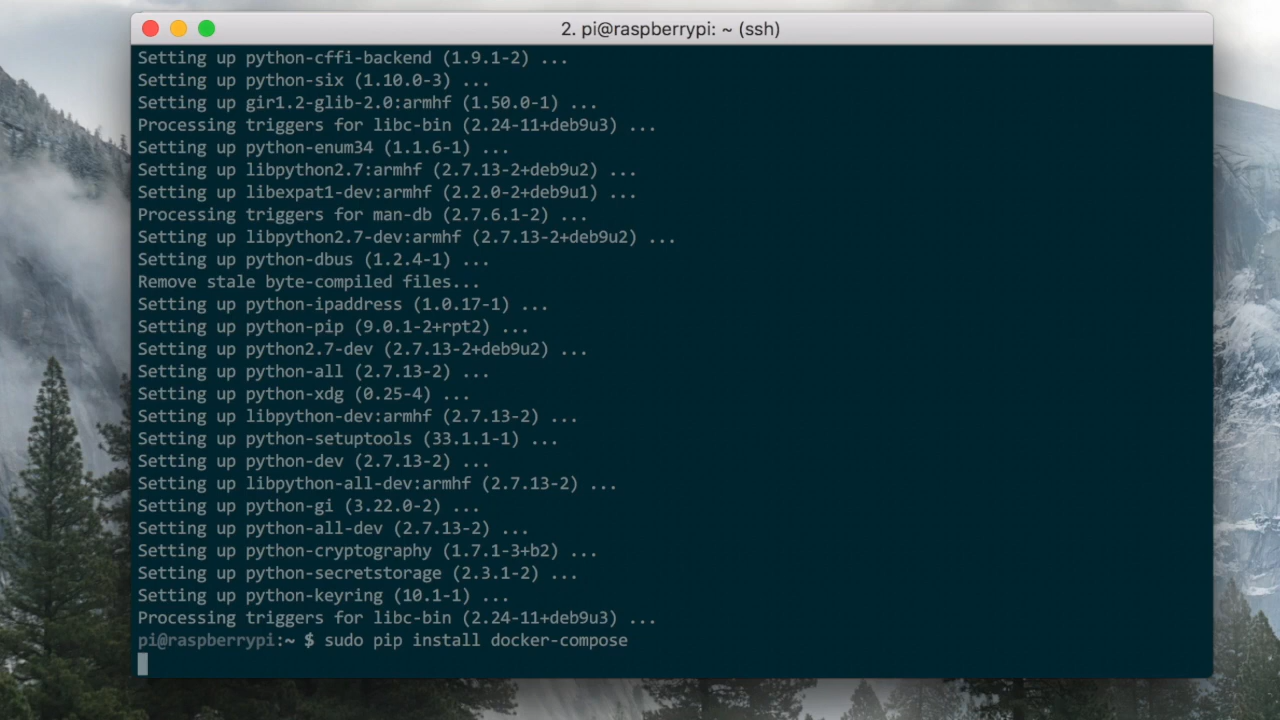 2. pi@raspberrypi: ~ (ssh)
Setting up python-cffi-backend (1.9.1-2) ...
Setting up python-six (1.10.0-3) ...
Setting up gir1.2-glib-2.0:armhf (1.50.0-1) ...
Processing triggers for libc-bin (2.24-11+deb9u3) ...
Setting up python-enum34 (1.1.6-1) ...
Setting up libpython2.7:armhf (2.7.13-2+deb9u2) ...
Setting up libexpat1-dev:armhf (2.2.0-2+deb9u1) ...
Processing triggers for man-db (2.7.6.1-2) ...
Setting up libpython2.7-dev:armhf (2.7.13-2+deb9u2) ...
Setting up python-dbus (1.2.4-1) ...
Remove stale byte-compiled files...
Setting up python-ipaddress (1.0.17-1) ...
Setting up python-pip (9.0.1-2+rpt2) ...
Setting up python2.7-dev (2.7.13-2+deb9u2) ...
Setting up python-all (2.7.13-2) ...
Setting up python-xdg (0.25-4) ...
Setting up libpython-dev:armhf (2.7.13-2) ...
Setting up python-setuptools (33.1.1-1) ...
Setting up python-dev (2.7.13-2) ...
Setting up libpython-all-dev:armhf (2.7.13-2) ...
Setting up python-gi (3.22.0-2) ...
Setting up python-all-dev (2.7.13-2) ...
Setting up python-cryptography (1.7.1-3+b2) ...
Setting up python-secretstorage (2.3.1-2) ...
Setting up python-keyring (10.1-1) ...
Processing triggers for libc-bin (2.24-11+deb9u3) ...
pi@raspberrypi:~ $ sudo pip install docker-compose